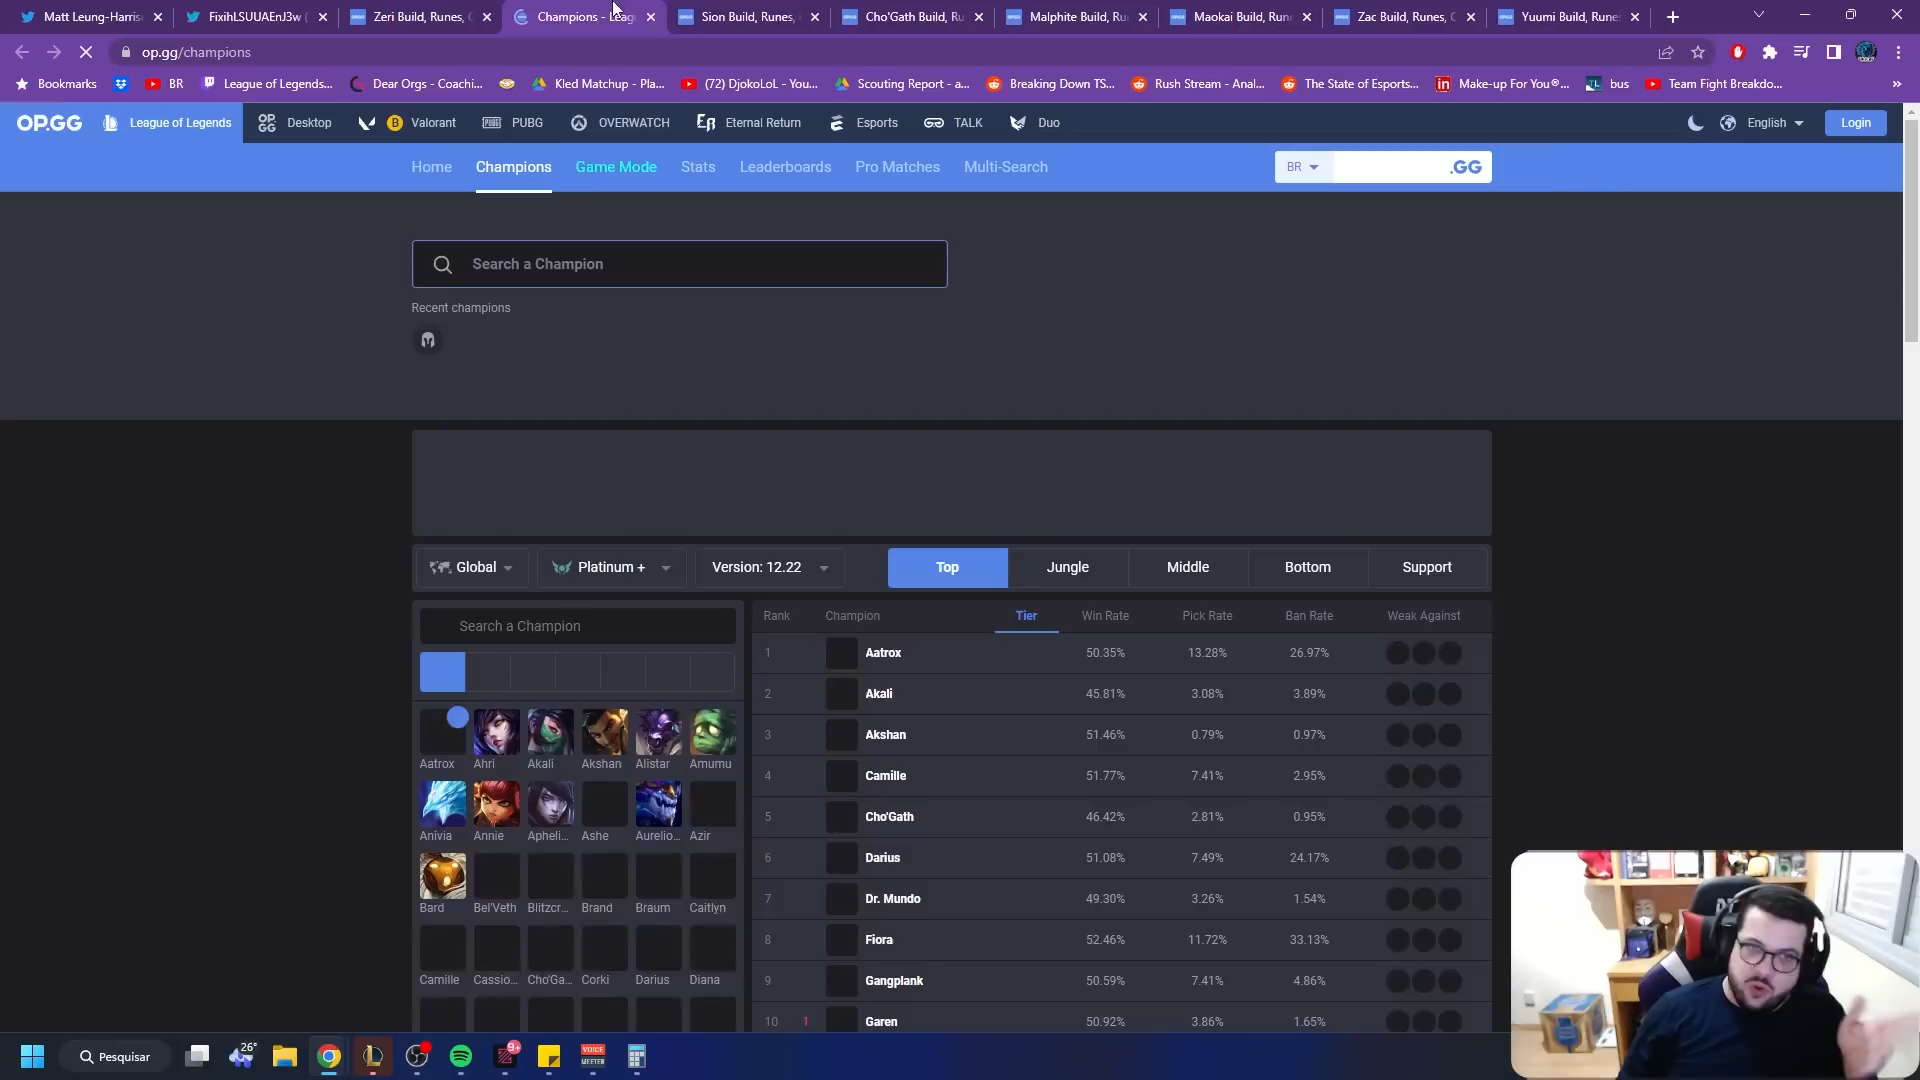 Matt Leung-Harris
FixihLSUUAEnJ3w (
Zeri Build, Runes, C
Champions - Leagu
Sion Build, Runes,
Cho'Gath Build, Ru
Malphite Build, Ru
Maokai Build, Rune
Zac Build, Runes, C
Yuumi Build, Runes
op.gg/champions
Bookmarks
BR
League of Legends...
Dear Orgs - Coachi...
Kled Matchup - Pla...
(72) DjokoLoL - You...
Scouting Report - a...
Breaking Down TS...
Rush Stream - Anal...
The State of Esports...
Make-up For You®...
bus
Team Fight Breakdo...
»
OP.GG
League of Legends
Desktop
Valorant
PUBG
OVERWATCH
Eternal Return
Esports
TALK
Duo
English
Login
Home
Champions
Game Mode
Stats
Leaderboards
Pro Matches
Multi-Search
BR
.GG
Search a Champion
Recent champions
Global
Platinum +
Version: 12.22
Top
Jungle
Middle
Bottom
Support
Search a Champion
Aatrox Ahri Akali Akshan Alistar Amumu
Anivia Annie Apheli... Ashe Aurelio... Azir
Bard Bel'Veth Blitzcr... Brand Braum Caitlyn
Camille Cassio... Cho'Ga... Corki Darius Diana
Rank Champion Tier Win Rate Pick Rate Ban Rate Weak Against
1 Aatrox 50.35% 13.28% 26.97%
2 Akali 45.81% 3.08% 3.89%
3 Akshan 51.46% 0.79% 0.97%
4 Camille 51.77% 7.41% 2.95%
5 Cho'Gath 46.42% 2.81% 0.95%
6 Darius 51.08% 7.49% 24.17%
7 Dr. Mundo 49.30% 3.26% 1.54%
8 Fiora 52.46% 11.72% 33.13%
9 Gangplank 50.59% 7.41% 4.86%
10 1 Garen 50.92% 3.86% 1.65%
Pesquisar
26°
9+
VOICE
MEETER